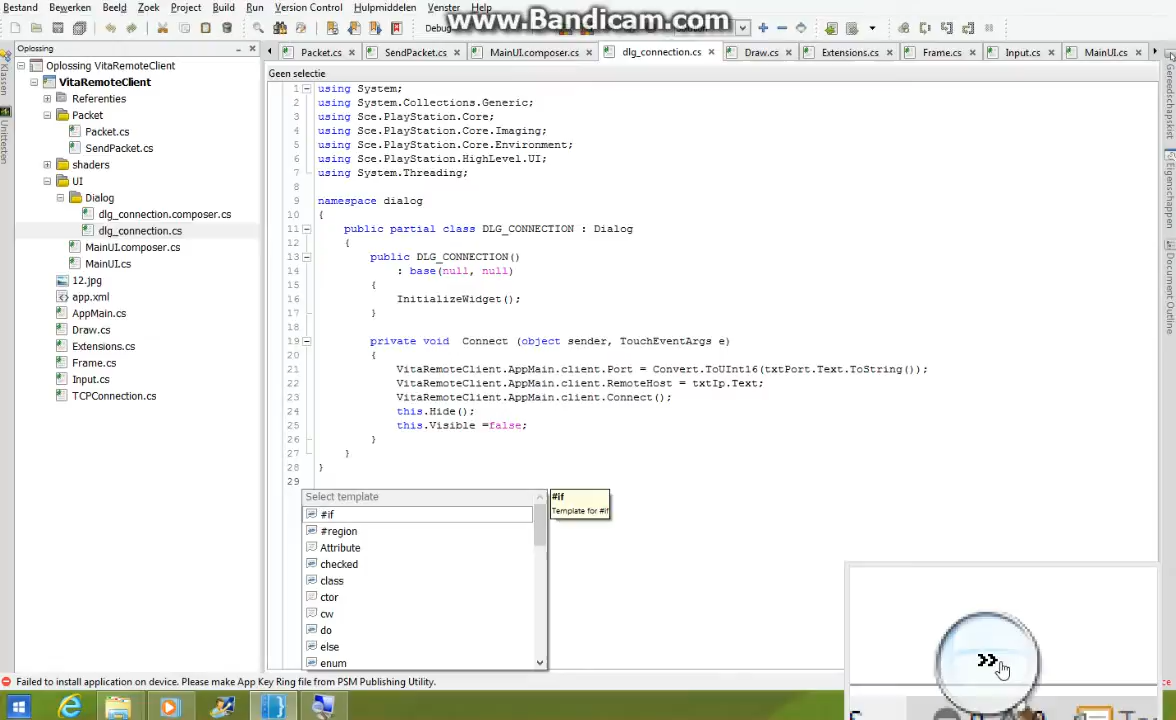 Bestand Bewerken Beeld Zoek Project Build Run Version Control Hulpmiddelen Venster Help
www.Bandicam.com
Debug
Oplossing
Packet.cs SendPacket.cs MainUI.composer.cs dlg_connection.cs Draw.cs Extensions.cs Frame.cs Input.cs MainUI.cs
Geen selectie
Oplossing VitaRemoteClient
VitaRemoteClient
Referenties
Packet
Packet.cs
SendPacket.cs
shaders
UI
Dialog
dlg_connection.composer.cs
dlg_connection.cs
MainUI.composer.cs
MainUI.cs
12.jpg
app.xml
AppMain.cs
Draw.cs
Extensions.cs
Frame.cs
Input.cs
TCPConnection.cs
Klassen
Unittesten
1 using System;
2 using System.Collections.Generic;
3 using Sce.PlayStation.Core;
4 using Sce.PlayStation.Core.Imaging;
5 using Sce.PlayStation.Core.Environment;
6 using Sce.PlayStation.HighLevel.UI;
7 using System.Threading;
8
9 namespace dialog
10 {
11 public partial class DLG_CONNECTION : Dialog
12 {
13 public DLG_CONNECTION()
14 : base(null, null)
15 {
16 InitializeWidget();
17 }
18
19 private void Connect (object sender, TouchEventArgs e)
20 {
21 VitaRemoteClient.AppMain.client.Port = Convert.ToUInt16(txtPort.Text.ToString());
22 VitaRemoteClient.AppMain.client.RemoteHost = txtIp.Text;
23 VitaRemoteClient.AppMain.client.Connect();
24 this.Hide();
25 this.Visible =false;
26 }
27 }
28 }
29
Select template
#if
#region
Attribute
checked
class
ctor
cw
do
else
enum
#if
Template for #if
Gereedschapskist
Eigenschappen
Document Outline
»
Failed to install application on device. Please make App Key Ring file from PSM Publishing Utility.